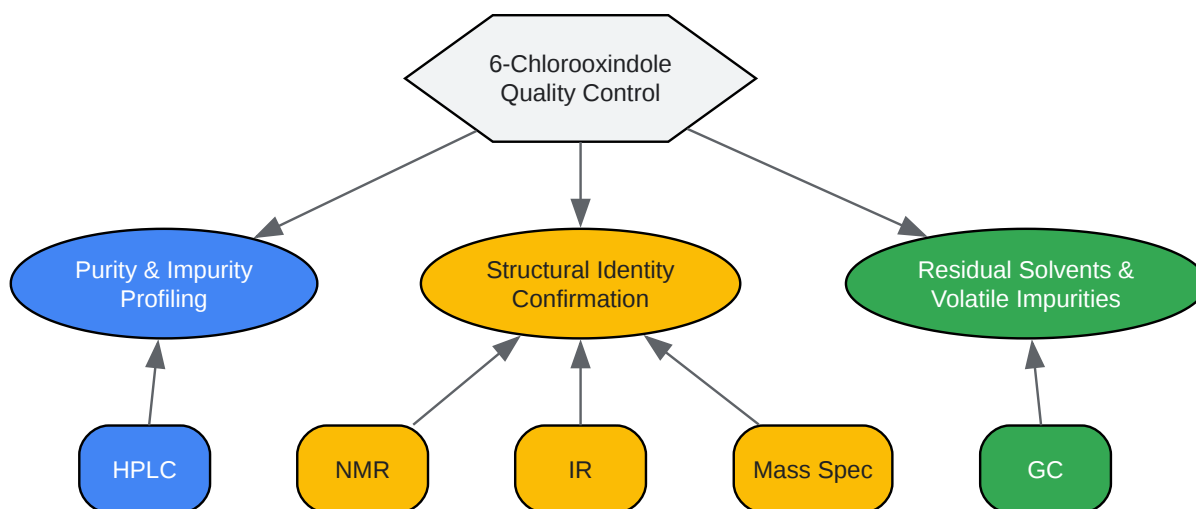 6-Chlorooxindole
Quality Control
Purity & Impurity
Profiling
Structural Identity
Confirmation
Residual Solvents &
Volatile Impurities
HPLC
NMR
IR
Mass Spec
GC